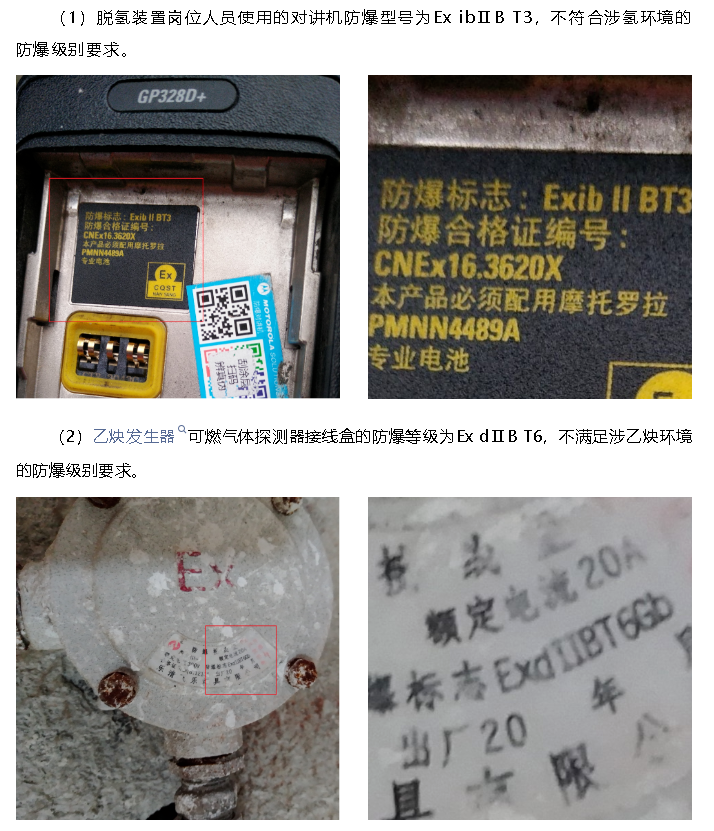 （1）脱氢装置岗位人员使用的对讲机防爆型号为Ex ibⅡB T3，不符合涉氢环境的
防爆级别要求。
GP328D+
防爆标志：Exib II BT3
防爆合格证编号：
CNEx16.3620X
本产品必须配用摩托罗拉
PMNN4489A
专业电池
Ex
CQST
MOTOROLA SOLUTIONS
防爆标志：Exib II BT3
防爆合格证编号：
CNEx16.3620X
本产品必须配用摩托罗拉
PMNN4489A
专业电池
（2）乙炔发生器可燃气体探测器接线盒的防爆等级为Ex dⅡB T6，不满足涉乙炔环境
的防爆级别要求。
Ex
接线
额定电流20A
爆标志ExdIIBT6Gb
出厂20 年
具有限公